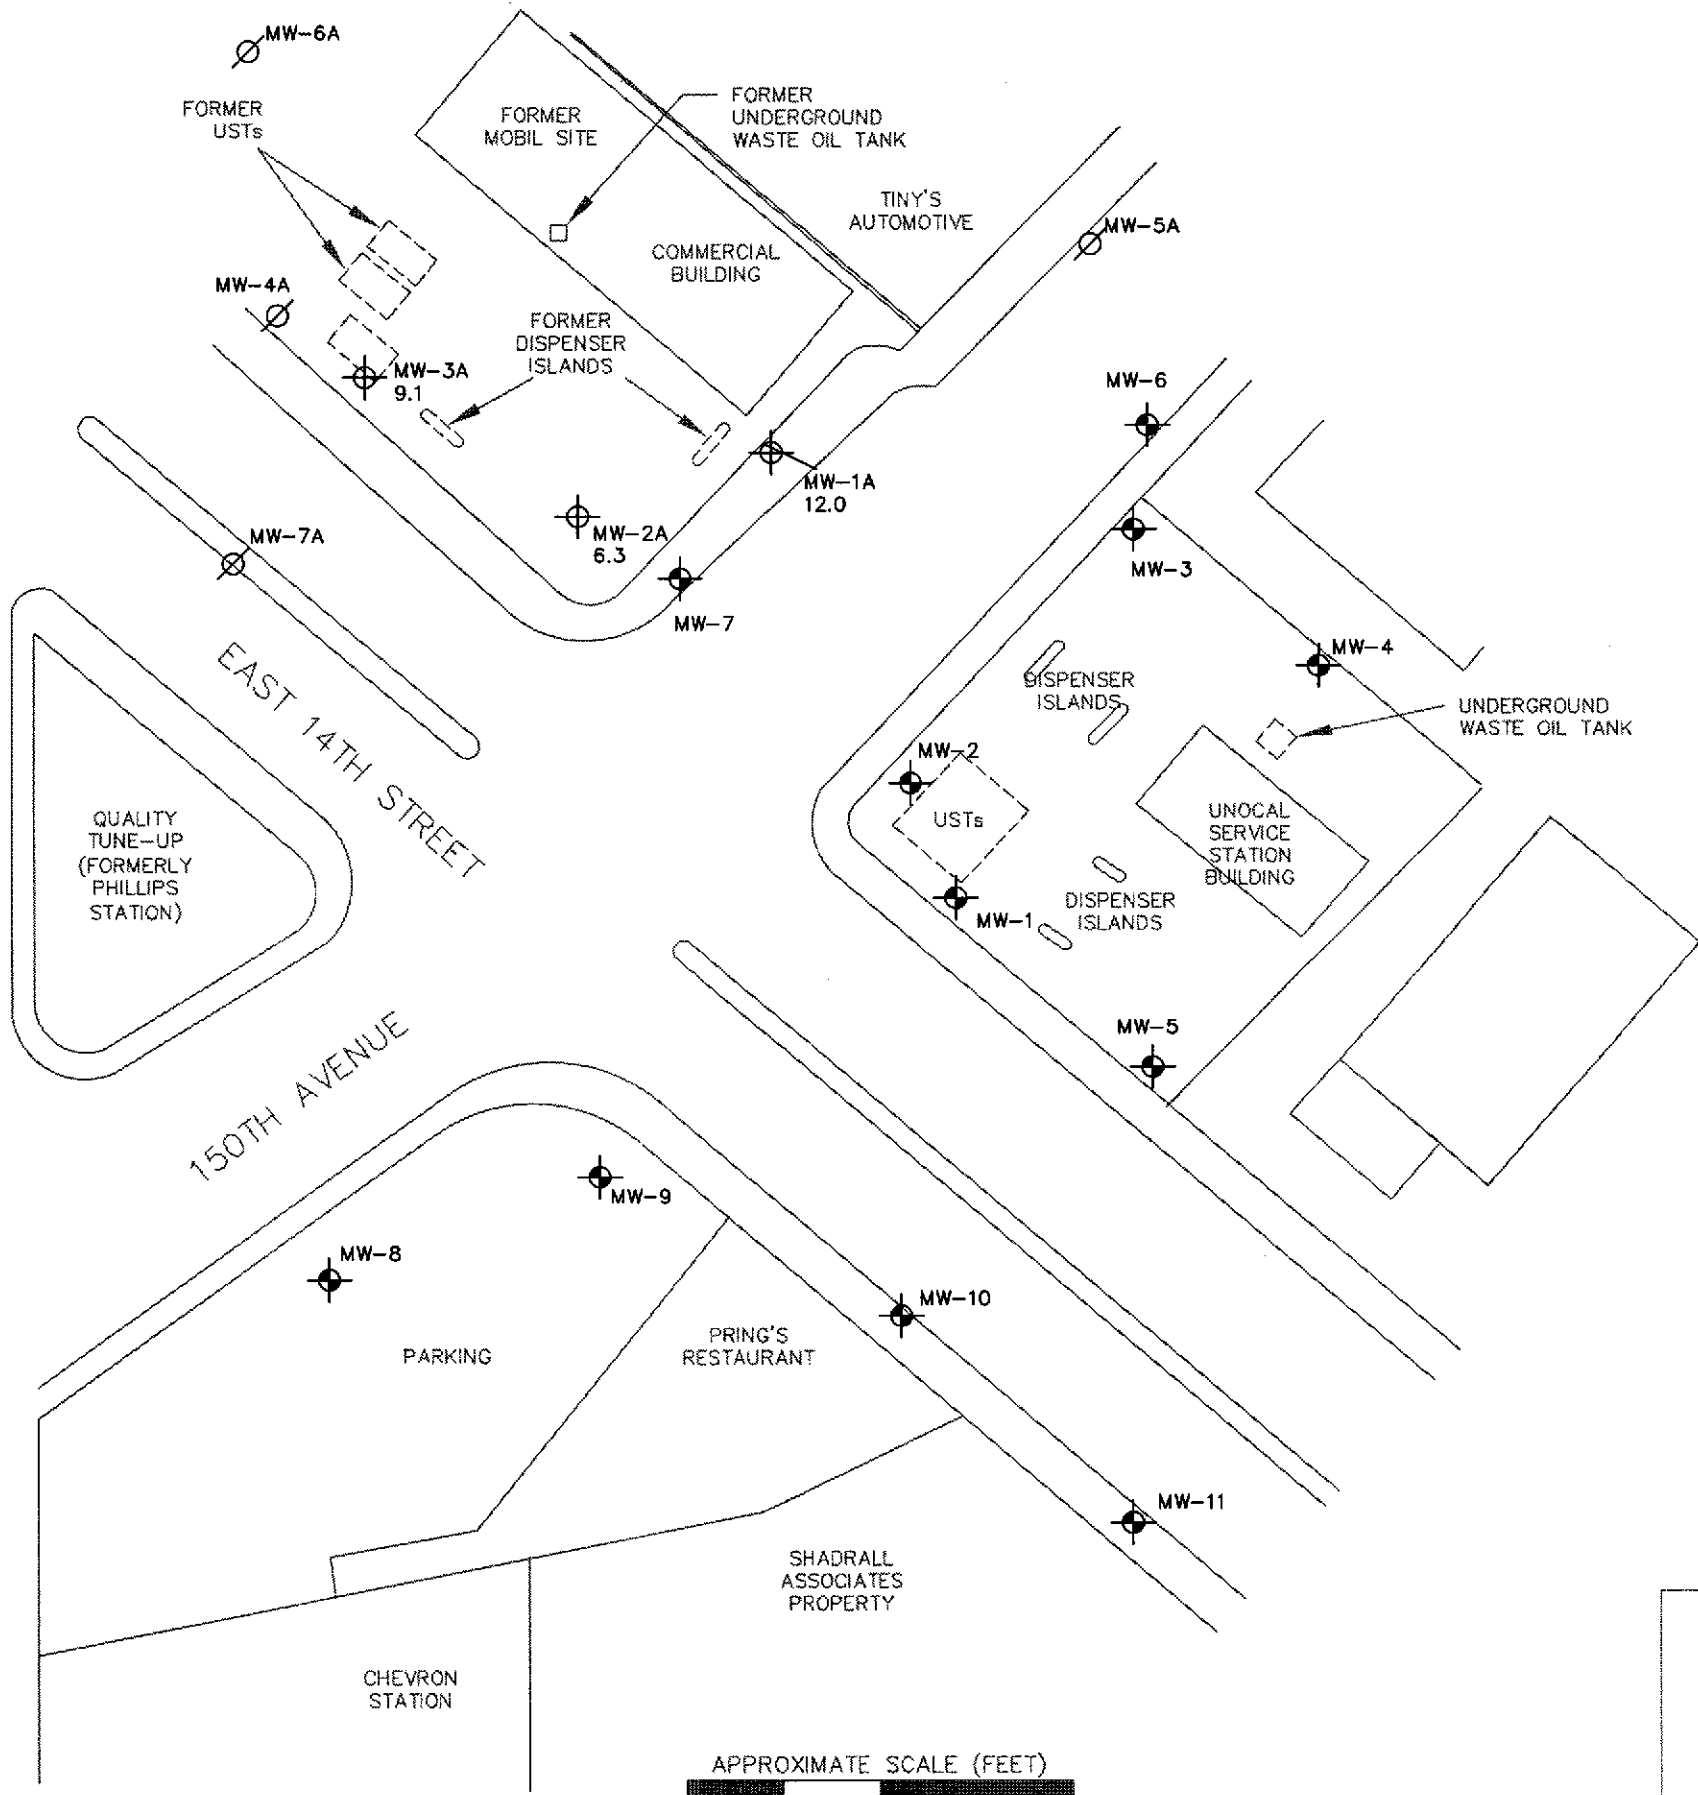 MW-6A
FORMER
USTs
FORMER
MOBIL SITE
FORMER
UNDERGROUND
WASTE OIL TANK
TINY'S
AUTOMOTIVE
MW-5A
COMMERCIAL
BUILDING
MW-4A
FORMER
DISPENSER
ISLANDS
MW-3A
9.1
MW-6
MW-1A
12.0
MW-2A
6.3
MW-7A
MW-7
MW-3
MW-4
EAST 14TH STREET
DISPENSER
ISLANDS
UNDERGROUND
WASTE OIL TANK
MW-2
USTs
UNOCAL
SERVICE
STATION
BUILDING
QUALITY
TUNE-UP
(FORMERLY
PHILLIPS
STATION)
MW-1
DISPENSER
ISLANDS
MW-5
150TH AVENUE
MW-9
MW-8
MW-10
PARKING
PRING'S
RESTAURANT
MW-11
SHADRALL
ASSOCIATES
PROPERTY
CHEVRON
STATION
APPROXIMATE SCALE (FEET)